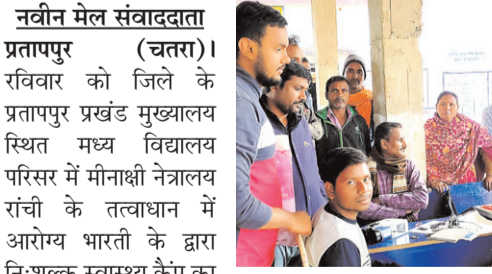 नवीन मेल संवाददाता
प्रतापपुर (चतरा)।
रविवार को जिले के
प्रतापपुर प्रखंड मुख्यालय
स्थित मध्य विद्यालय
परिसर में मीनाक्षी नेत्रालय
रांची के तत्वाधान में
आरोग्य भारती के द्वारा
निःशुल्क स्वास्थ्य कैंप का